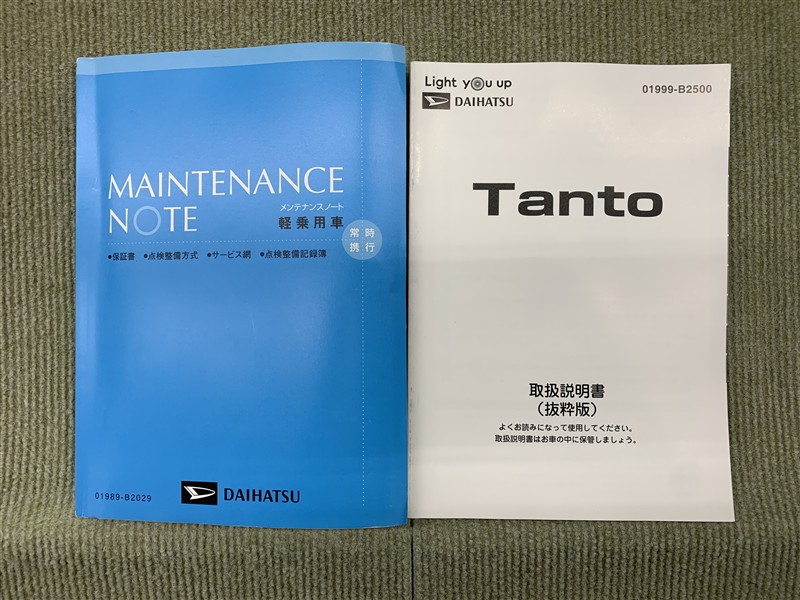 MAINTENANCE
NOTE
メンテナンスノート
軽乗用車
常時
携行
●保証書 ●点検整備方式 ●サービス網 ●点検整備記録簿
01989-B2029
DAIHATSU
Light you up
DAIHATSU
01999-B2500
Tanto
取扱説明書
(抜粋版)
よくお読みになって使用してください。
取扱説明書はお車の中に保管しましょう。